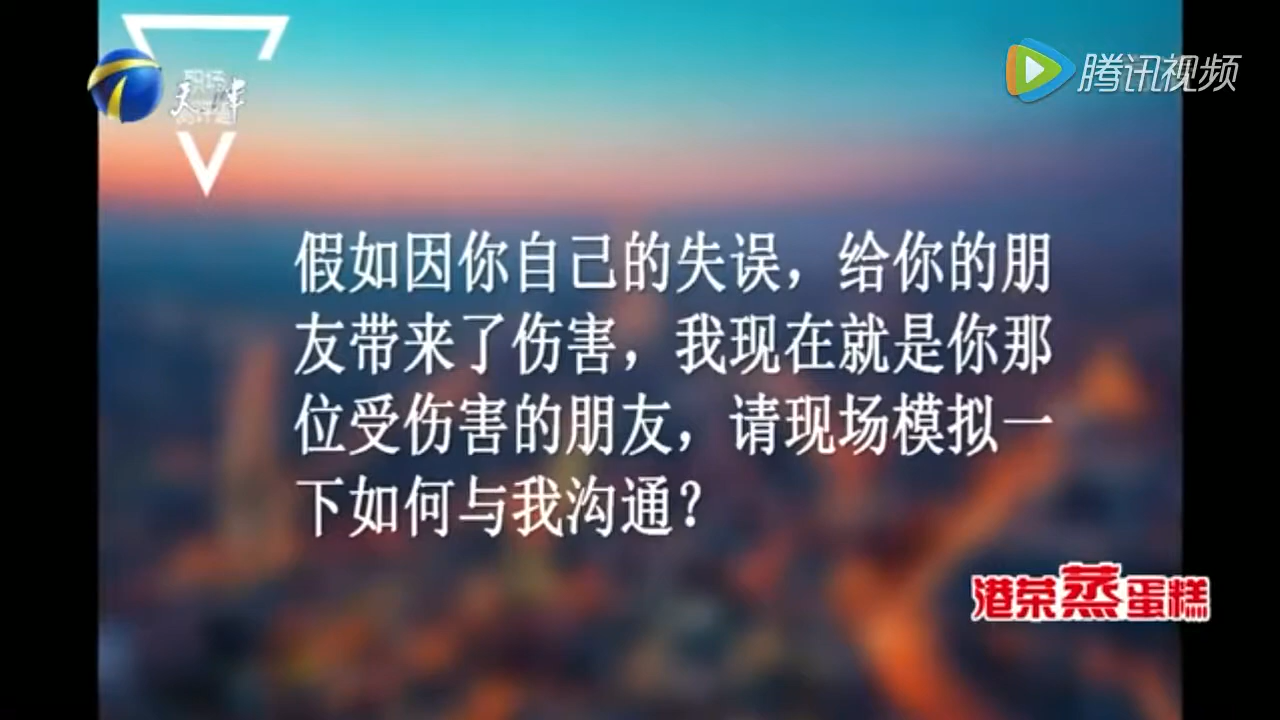 腾讯视频
假如因你自己的失误，给你的朋
友带来了伤害，我现在就是你那
位受伤害的朋友，请现场模拟一
下如何与我沟通？
港荣蒸蛋糕